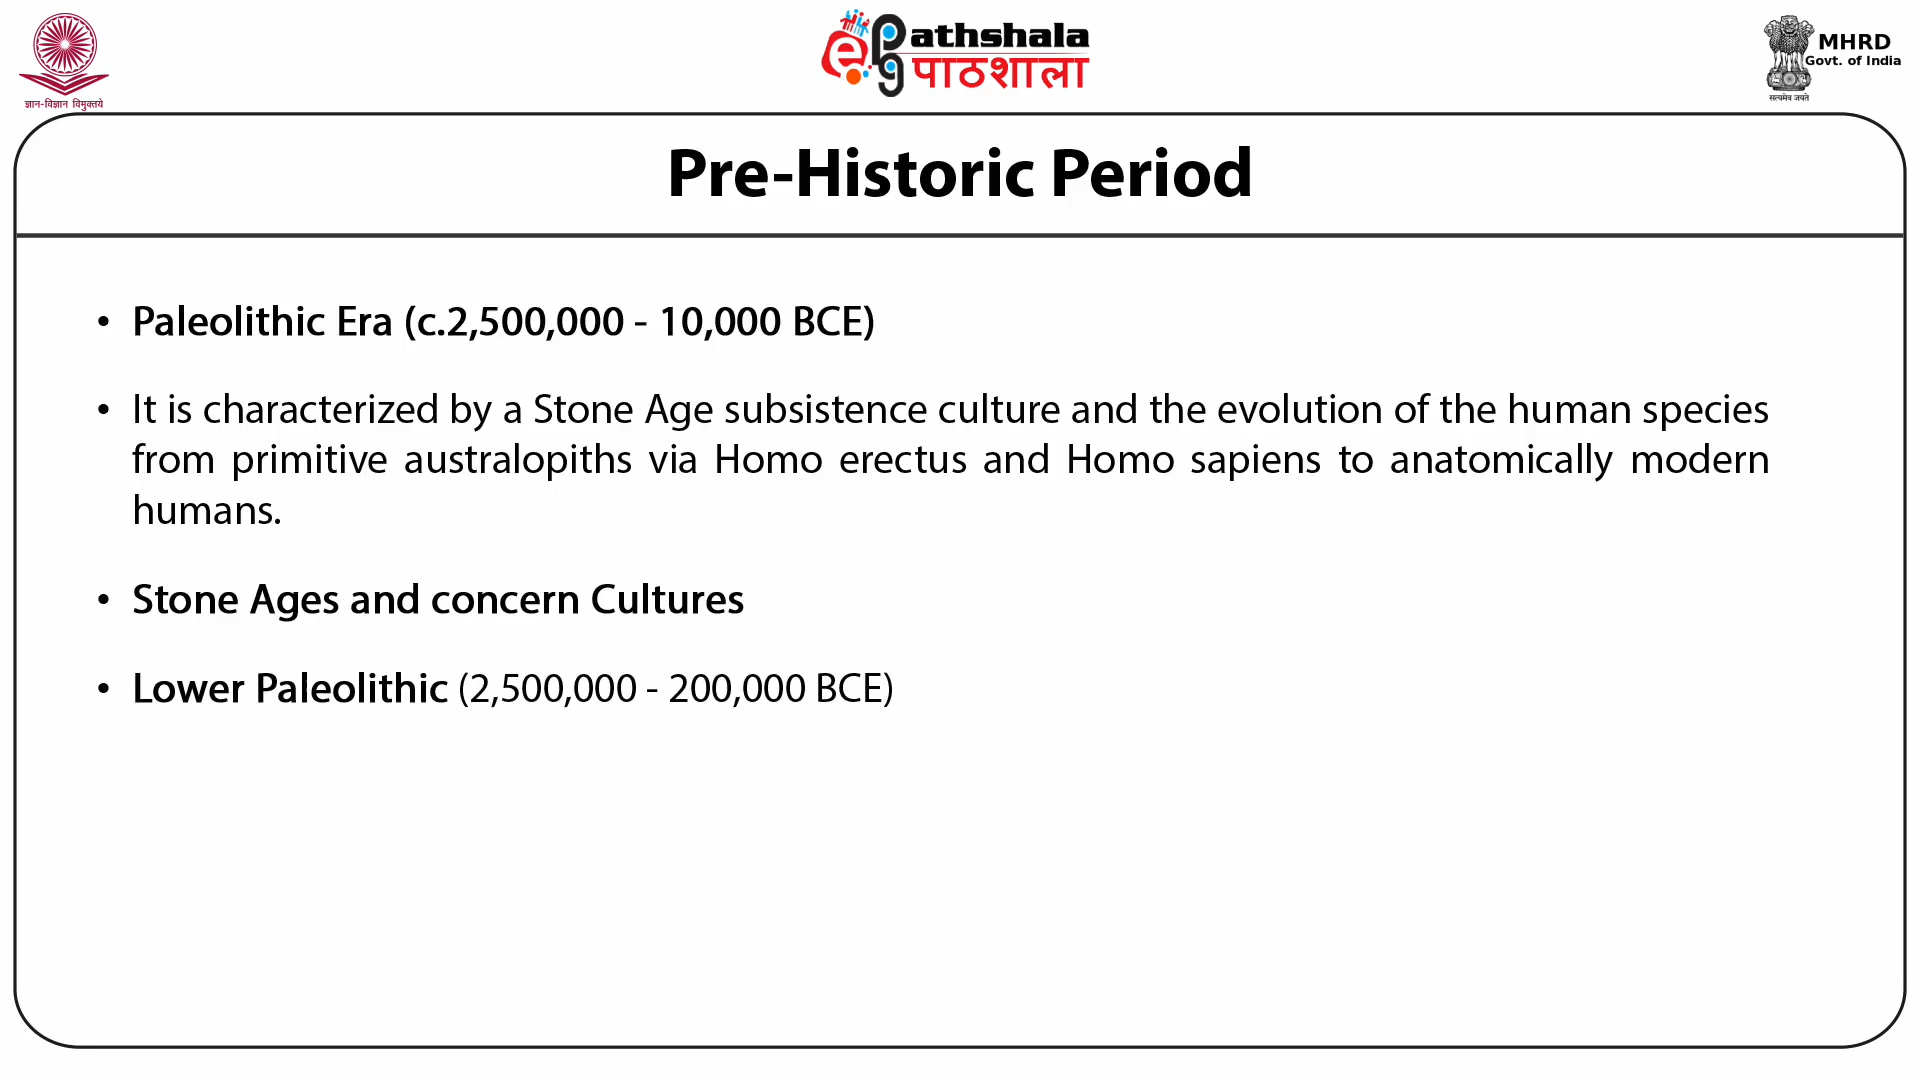 ज्ञान-विज्ञान विमुक्तये
e Pg athshala
पाठशाला
MHRD
Govt. of India
सत्यमेव जयते
Pre-Historic Period
• Paleolithic Era (c.2,500,000 - 10,000 BCE)
• It is characterized by a Stone Age subsistence culture and the evolution of the human species
from primitive australopiths via Homo erectus and Homo sapiens to anatomically modern
humans.
• Stone Ages and concern Cultures
• Lower Paleolithic (2,500,000 - 200,000 BCE)